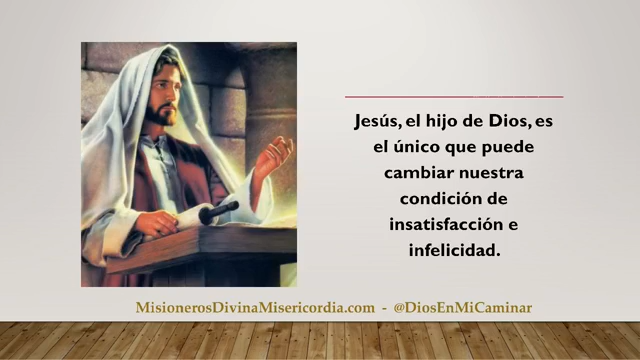 Jesús, el hijo de Dios, es
el único que puede
cambiar nuestra
condición de
insatisfacción e
infelicidad.
MisionerosDivinaMisericordia.com - @DiosEnMiCaminar